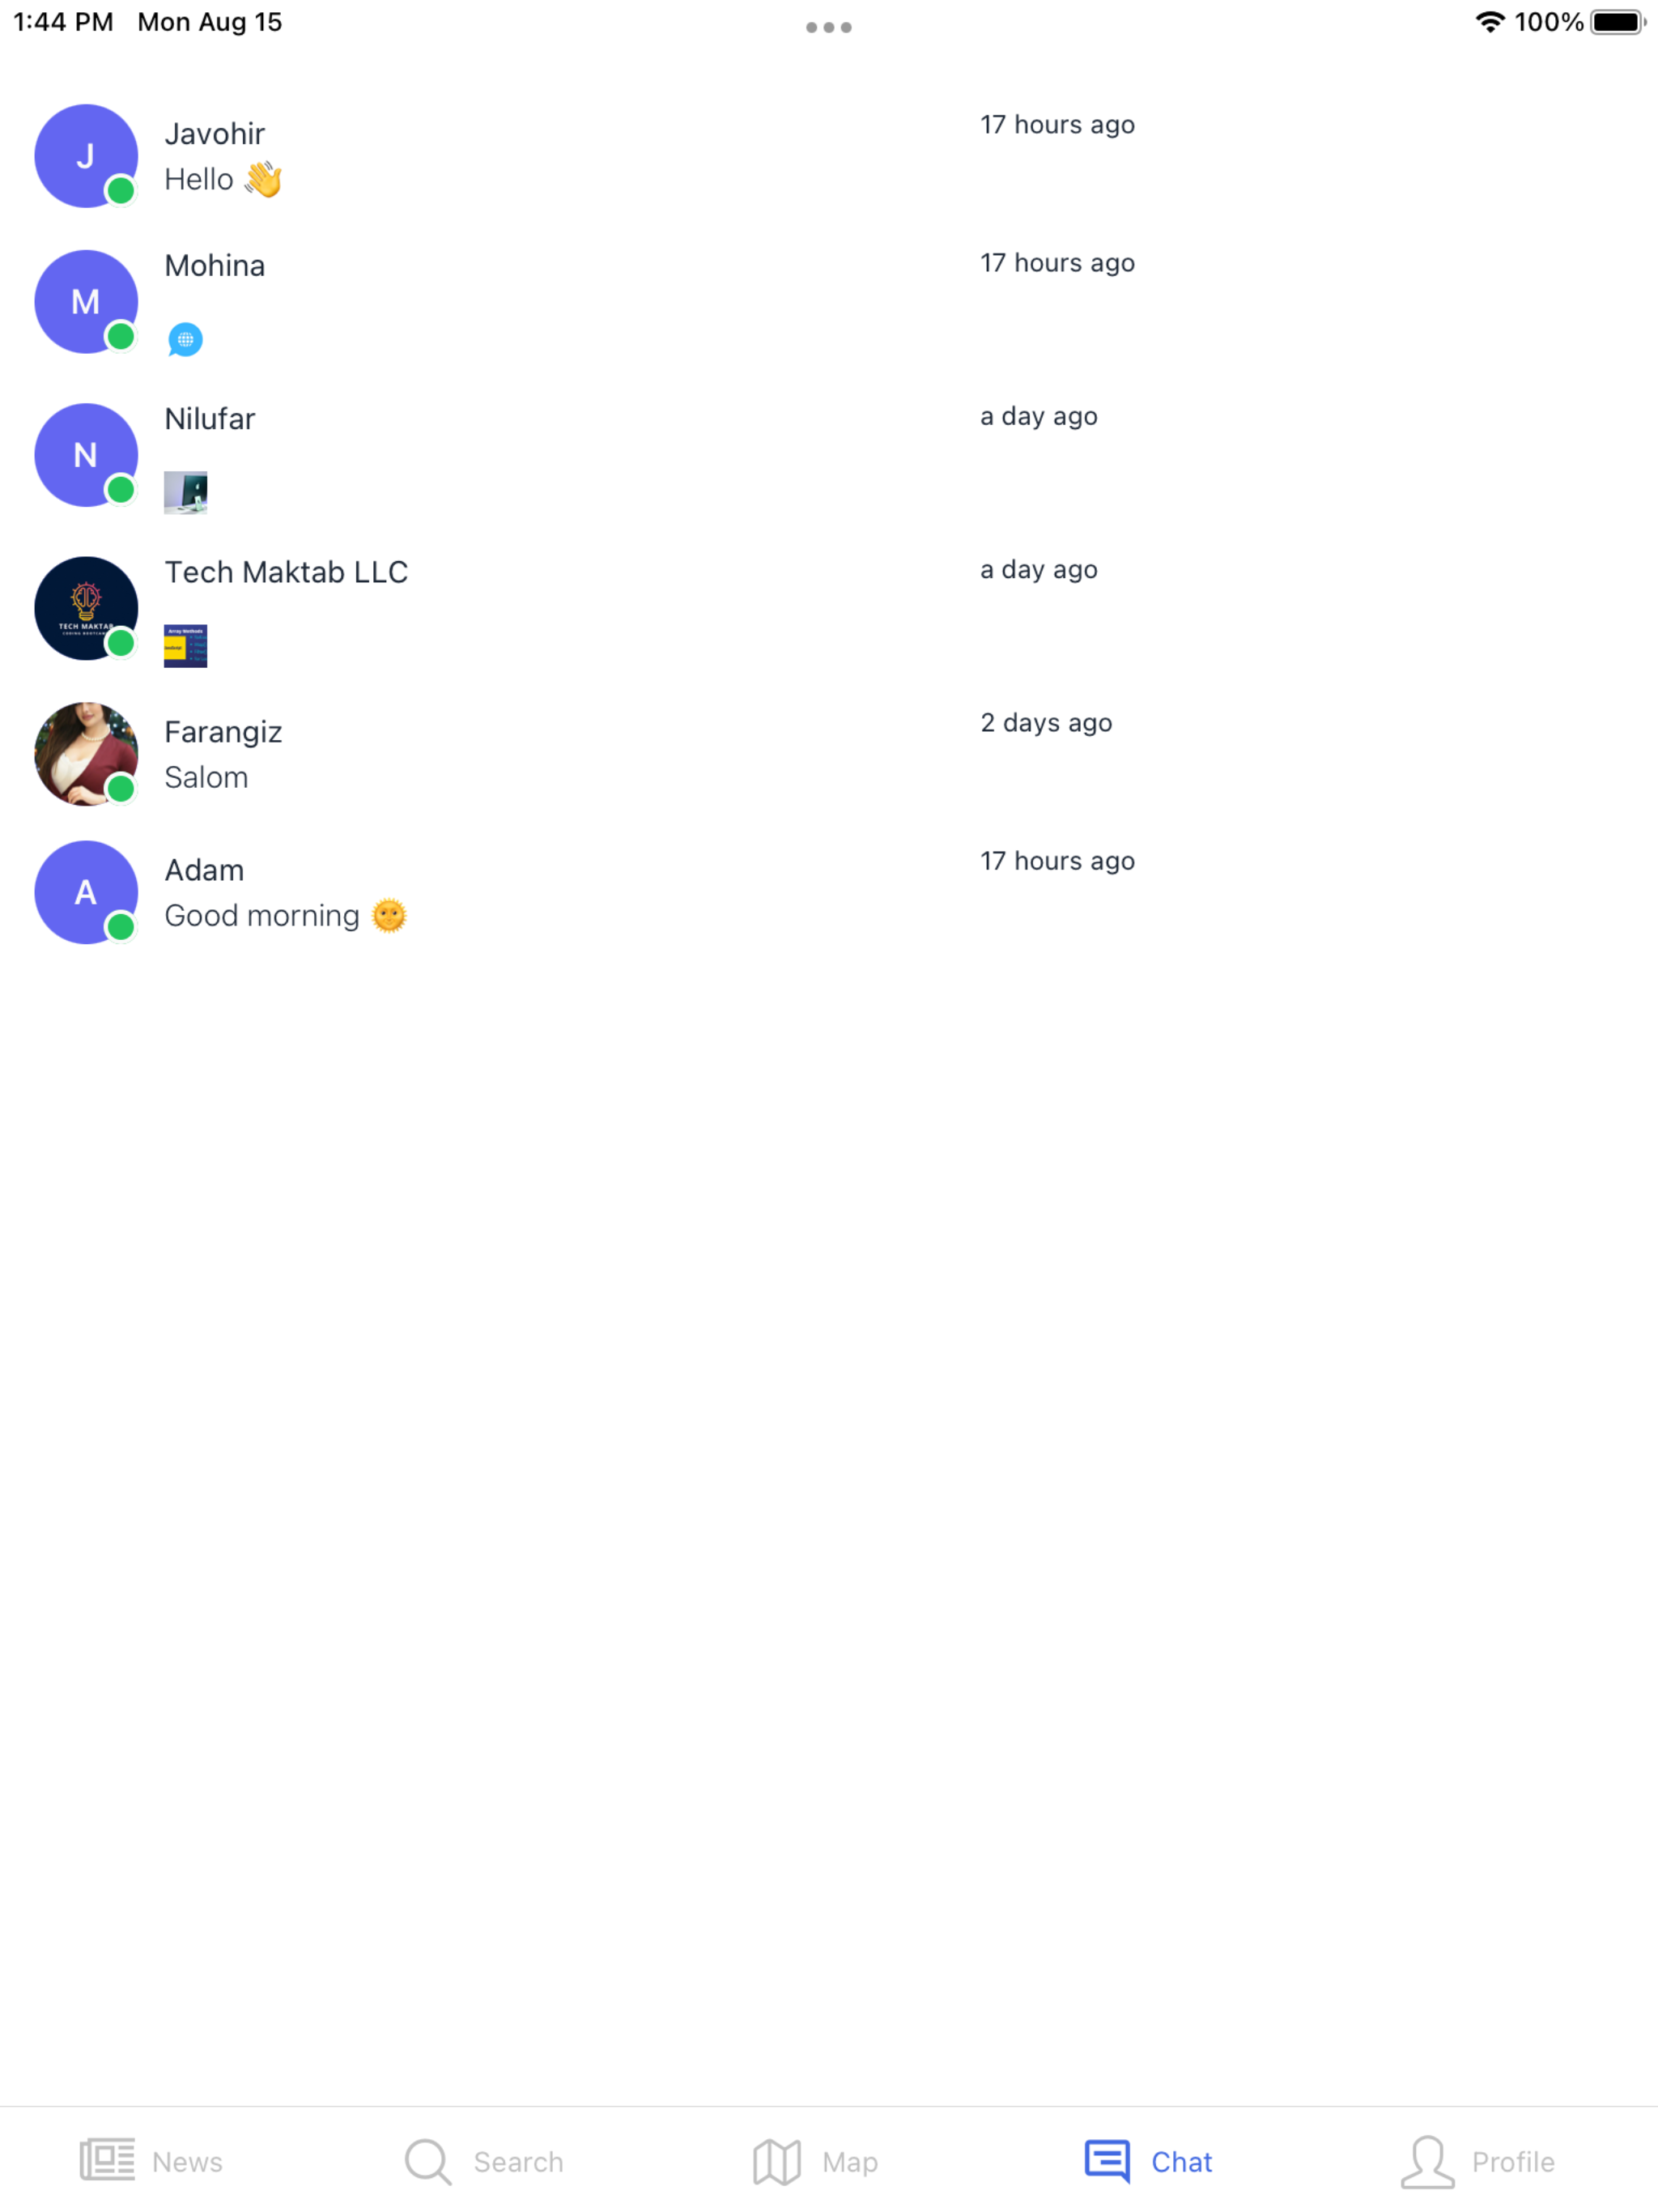 1:44 PM Mon Aug 15
100%
J
Javohir
17 hours ago
Hello 👋
M
Mohina
17 hours ago
N
Nilufar
a day ago
TECH MAKTAB
Tech Maktab LLC
a day ago
Array Methods
Farangiz
2 days ago
Salom
A
Adam
17 hours ago
Good morning 🌞
News
Search
Map
Chat
Profile